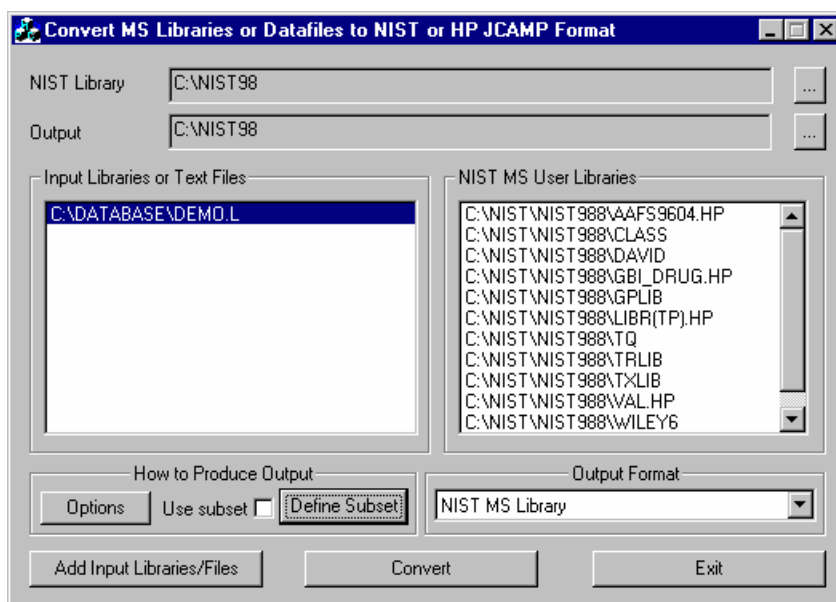 Convert MS Libraries or Datafiles to NIST or HP JCAMP Format
NIST Library C:\NIST98 ...
Output C:\NIST98 ...
Input Libraries or Text Files
C:\DATABASE\DEMO.L
NIST MS User Libraries
C:\NIST\NIST988\AAFS9604.HP
C:\NIST\NIST988\CLASS
C:\NIST\NIST988\DAVID
C:\NIST\NIST988\GBI_DRUG.HP
C:\NIST\NIST988\GPLIB
C:\NIST\NIST988\LIBR(TP).HP
C:\NIST\NIST988\TQ
C:\NIST\NIST988\TRLIB
C:\NIST\NIST988\TXLIB
C:\NIST\NIST988\VAL.HP
C:\NIST\NIST988\WILEY6
How to Produce Output
Options Use subset Define Subset
Output Format
NIST MS Library
Add Input Libraries/Files Convert Exit